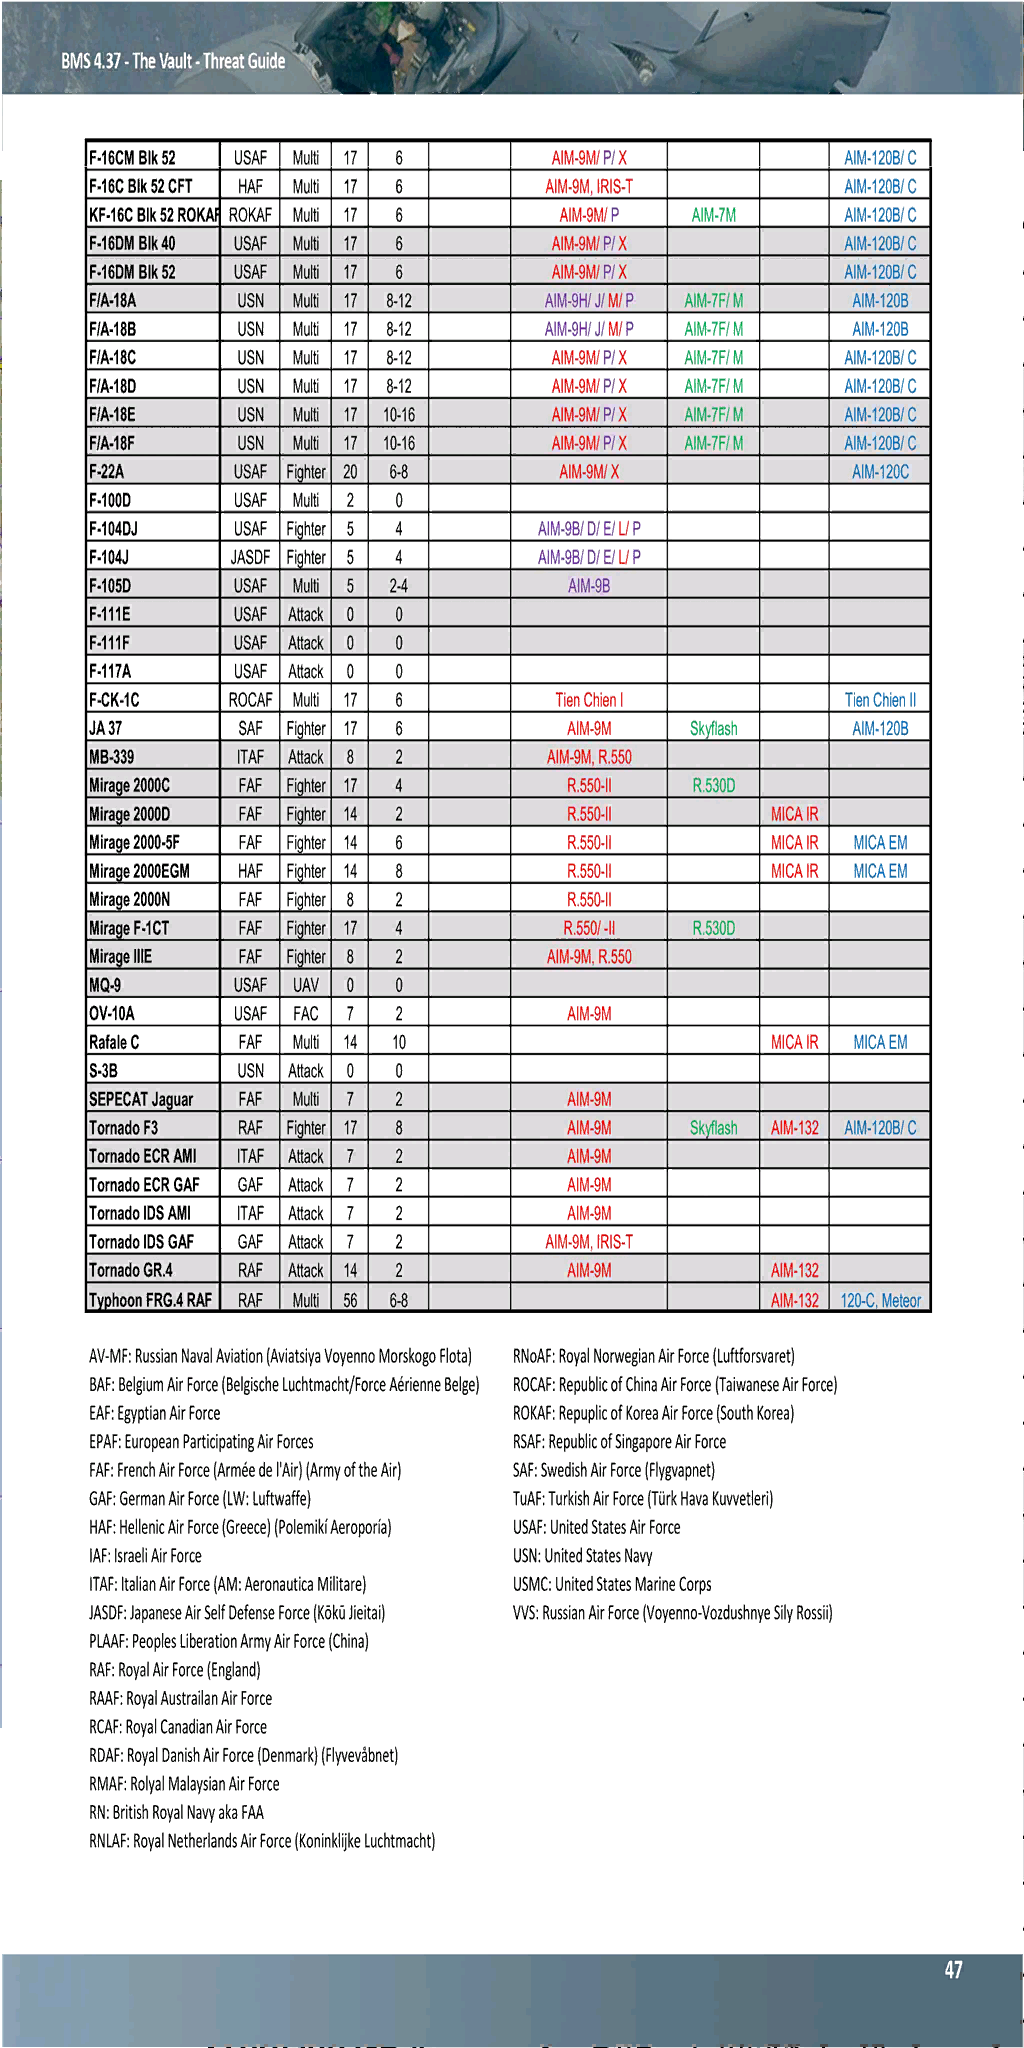 BMS 4.37 - The Vault - Threat Guide
F-16CM Blk 52 USAF Multi 17 6 AIM-9M/ P/ X AIM-120B/ C
F-16C Blk 52 CFT HAF Multi 17 6 AIM-9M, IRIS-T AIM-120B/ C
KF-16C Blk 52 ROKAF ROKAF Multi 17 6 AIM-9M/ P AIM-7M AIM-120B/ C
F-16DM Blk 40 USAF Multi 17 6 AIM-9M/ P/ X AIM-120B/ C
F-16DM Blk 52 USAF Multi 17 6 AIM-9M/ P/ X AIM-120B/ C
F/A-18A USN Multi 17 8-12 AIM-9H/ J/ M/ P AIM-7F/ M AIM-120B
F/A-18B USN Multi 17 8-12 AIM-9H/ J/ M/ P AIM-7F/ M AIM-120B
F/A-18C USN Multi 17 8-12 AIM-9M/ P/ X AIM-7F/ M AIM-120B/ C
F/A-18D USN Multi 17 8-12 AIM-9M/ P/ X AIM-7F/ M AIM-120B/ C
F/A-18E USN Multi 17 10-16 AIM-9M/ P/ X AIM-7F/ M AIM-120B/ C
F/A-18F USN Multi 17 10-16 AIM-9M/ P/ X AIM-7F/ M AIM-120B/ C
F-22A USAF Fighter 20 6-8 AIM-9M/ X AIM-120C
F-100D USAF Multi 2 0
F-104DJ USAF Fighter 5 4 AIM-9B/ D/ E/ L/ P
F-104J JASDF Fighter 5 4 AIM-9B/ D/ E/ L/ P
F-105D USAF Multi 5 2-4 AIM-9B
F-111E USAF Attack 0 0
F-111F USAF Attack 0 0
F-117A USAF Attack 0 0
F-CK-1C ROCAF Multi 17 6 Tien Chien I Tien Chien II
JA 37 SAF Fighter 17 6 AIM-9M Skyflash AIM-120B
MB-339 ITAF Attack 8 2 AIM-9M, R.550
Mirage 2000C FAF Fighter 17 4 R.550-II R.530D
Mirage 2000D FAF Fighter 14 2 R.550-II MICA IR
Mirage 2000-5F FAF Fighter 14 6 R.550-II MICA IR MICA EM
Mirage 2000EGM HAF Fighter 14 8 R.550-II MICA IR MICA EM
Mirage 2000N FAF Fighter 8 2 R.550-II
Mirage F-1CT FAF Fighter 17 4 R.550/ -II R.530D
Mirage IIIE FAF Fighter 8 2 AIM-9M, R.550
MQ-9 USAF UAV 0 0
OV-10A USAF FAC 7 2 AIM-9M
Rafale C FAF Multi 14 10 MICA IR MICA EM
S-3B USN Attack 0 0
SEPECAT Jaguar FAF Multi 7 2 AIM-9M
Tornado F3 RAF Fighter 17 8 AIM-9M Skyflash AIM-132 AIM-120B/ C
Tornado ECR AMI ITAF Attack 7 2 AIM-9M
Tornado ECR GAF GAF Attack 7 2 AIM-9M
Tornado IDS AMI ITAF Attack 7 2 AIM-9M
Tornado IDS GAF GAF Attack 7 2 AIM-9M, IRIS-T
Tornado GR.4 RAF Attack 14 2 AIM-9M AIM-132
Typhoon FRG.4 RAF RAF Multi 56 6-8 AIM-132 120-C, Meteor
AV-MF: Russian Naval Aviation (Aviatsiya Voyenno Morskogo Flota)
BAF: Belgium Air Force (Belgische Luchtmacht/Force Aérienne Belge)
EAF: Egyptian Air Force
EPAF: European Participating Air Forces
FAF: French Air Force (Armée de l'Air) (Army of the Air)
GAF: German Air Force (LW: Luftwaffe)
HAF: Hellenic Air Force (Greece) (Polemikí Aeroporía)
IAF: Israeli Air Force
ITAF: Italian Air Force (AM: Aeronautica Militare)
JASDF: Japanese Air Self Defense Force (Kōkū Jieitai)
PLAAF: Peoples Liberation Army Air Force (China)
RAF: Royal Air Force (England)
RAAF: Royal Austrailan Air Force
RCAF: Royal Canadian Air Force
RDAF: Royal Danish Air Force (Denmark) (Flyvevåbnet)
RMAF: Rolyal Malaysian Air Force
RN: British Royal Navy aka FAA
RNLAF: Royal Netherlands Air Force (Koninklijke Luchtmacht)
RNoAF: Royal Norwegian Air Force (Luftforsvaret)
ROCAF: Republic of China Air Force (Taiwanese Air Force)
ROKAF: Repuplic of Korea Air Force (South Korea)
RSAF: Republic of Singapore Air Force
SAF: Swedish Air Force (Flygvapnet)
TuAF: Turkish Air Force (Türk Hava Kuvvetleri)
USAF: United States Air Force
USN: United States Navy
USMC: United States Marine Corps
VVS: Russian Air Force (Voyenno-Vozdushnye Sily Rossii)
47